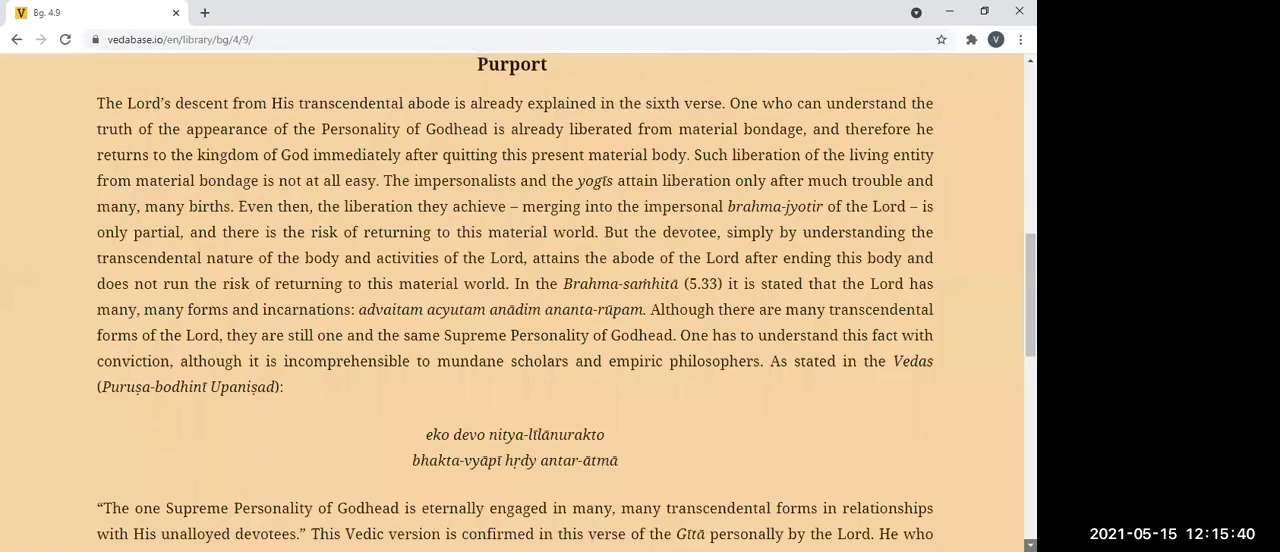 V Bg. 4.9
vedabase.io/en/library/bg/4/9/
V
Purport
The Lord’s descent from His transcendental abode is already explained in the sixth verse. One who can understand the
truth of the appearance of the Personality of Godhead is already liberated from material bondage, and therefore he
returns to the kingdom of God immediately after quitting this present material body. Such liberation of the living entity
from material bondage is not at all easy. The impersonalists and the yogīs attain liberation only after much trouble and
many, many births. Even then, the liberation they achieve – merging into the impersonal brahma-jyotir of the Lord – is
only partial, and there is the risk of returning to this material world. But the devotee, simply by understanding the
transcendental nature of the body and activities of the Lord, attains the abode of the Lord after ending this body and
does not run the risk of returning to this material world. In the Brahma-saṁhitā (5.33) it is stated that the Lord has
many, many forms and incarnations: advaitam acyutam anādim ananta-rūpam. Although there are many transcendental
forms of the Lord, they are still one and the same Supreme Personality of Godhead. One has to understand this fact with
conviction, although it is incomprehensible to mundane scholars and empiric philosophers. As stated in the Vedas
(Puruṣa-bodhinī Upaniṣad):
eko devo nitya-līlānurakto
bhakta-vyāpī hṛdy antar-ātmā
“The one Supreme Personality of Godhead is eternally engaged in many, many transcendental forms in relationships
with His unalloyed devotees.” This Vedic version is confirmed in this verse of the Gītā personally by the Lord. He who
2021-05-15 12:15:40